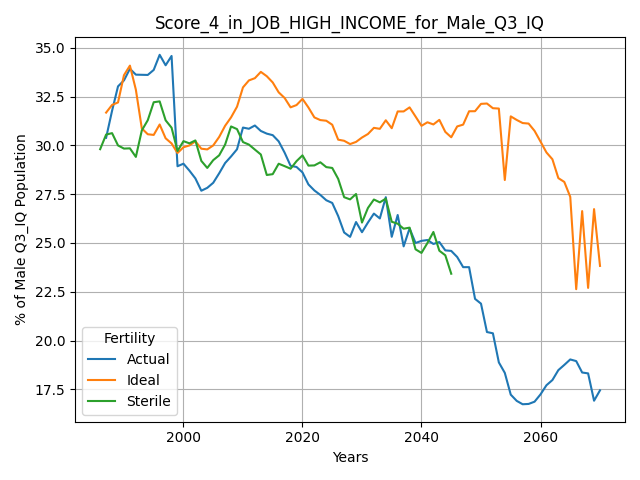 Score_4_in_JOB_HIGH_INCOME_for_Male_Q3_IQ
% of Male Q3_IQ Population
35.0
32.5
30.0
27.5
25.0
22.5
20.0
17.5
Fertility
Actual
Ideal
Sterile
2000
2020
2040
2060
Years